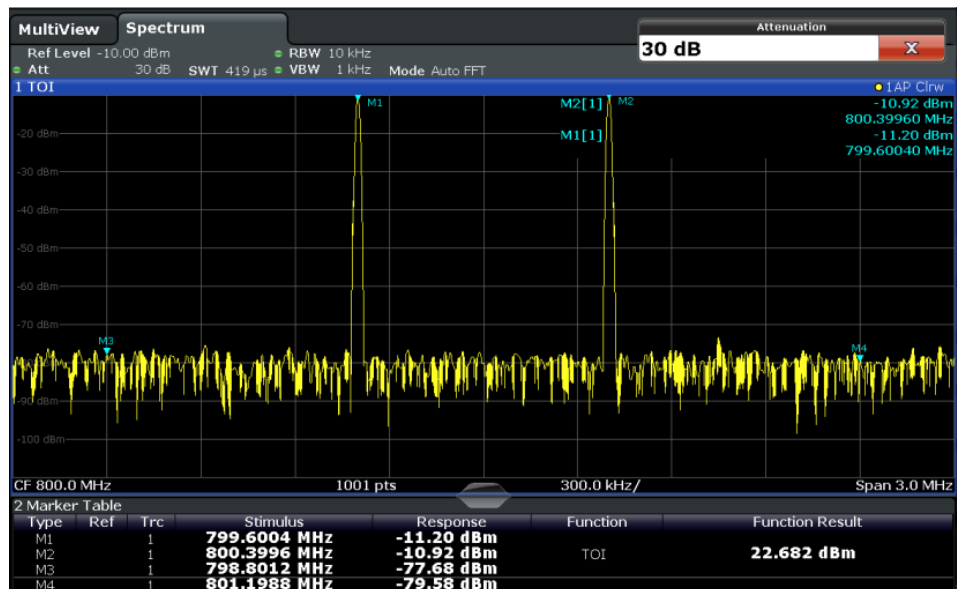 MultiView Spectrum
Attenuation
30 dB X
Ref Level -10.00 dBm RBW 10 kHz
Att 30 dB SWT 419 µs VBW 1 kHz Mode Auto FFT
1 TOI 1AP Clrw
M1 M2[1] M2 -10.92 dBm
800.39960 MHz
-20 dBm M1[1] -11.20 dBm
799.60040 MHz
-30 dBm
-40 dBm
-50 dBm
-60 dBm
-70 dBm
M3 M4
-90 dBm
-100 dBm
CF 800.0 MHz 1001 pts 300.0 kHz/ Span 3.0 MHz
2 Marker Table
Type Ref Trc Stimulus Response Function Function Result
M1 1 799.6004 MHz -11.20 dBm
M2 1 800.3996 MHz -10.92 dBm TOI 22.682 dBm
M3 1 798.8012 MHz -77.68 dBm
M4 1 801.1988 MHz -79.58 dBm